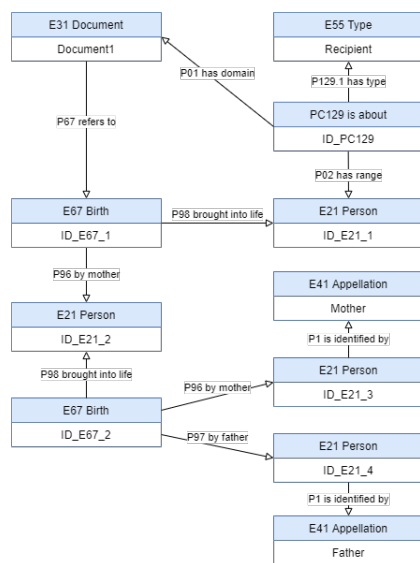 E31 Document
Document1
E55 Type
Recipient
P01 has domain
P129.1 has type
PC129 is about
ID_PC129
P67 refers to
P02 has range
E67 Birth
ID_E67_1
P98 brought into life
E21 Person
ID_E21_1
P96 by mother
E41 Appellation
Mother
E21 Person
ID_E21_2
P1 is identified by
P98 brought into life
P96 by mother
E21 Person
ID_E21_3
E67 Birth
ID_E67_2
P97 by father
E21 Person
ID_E21_4
P1 is identified by
E41 Appellation
Father